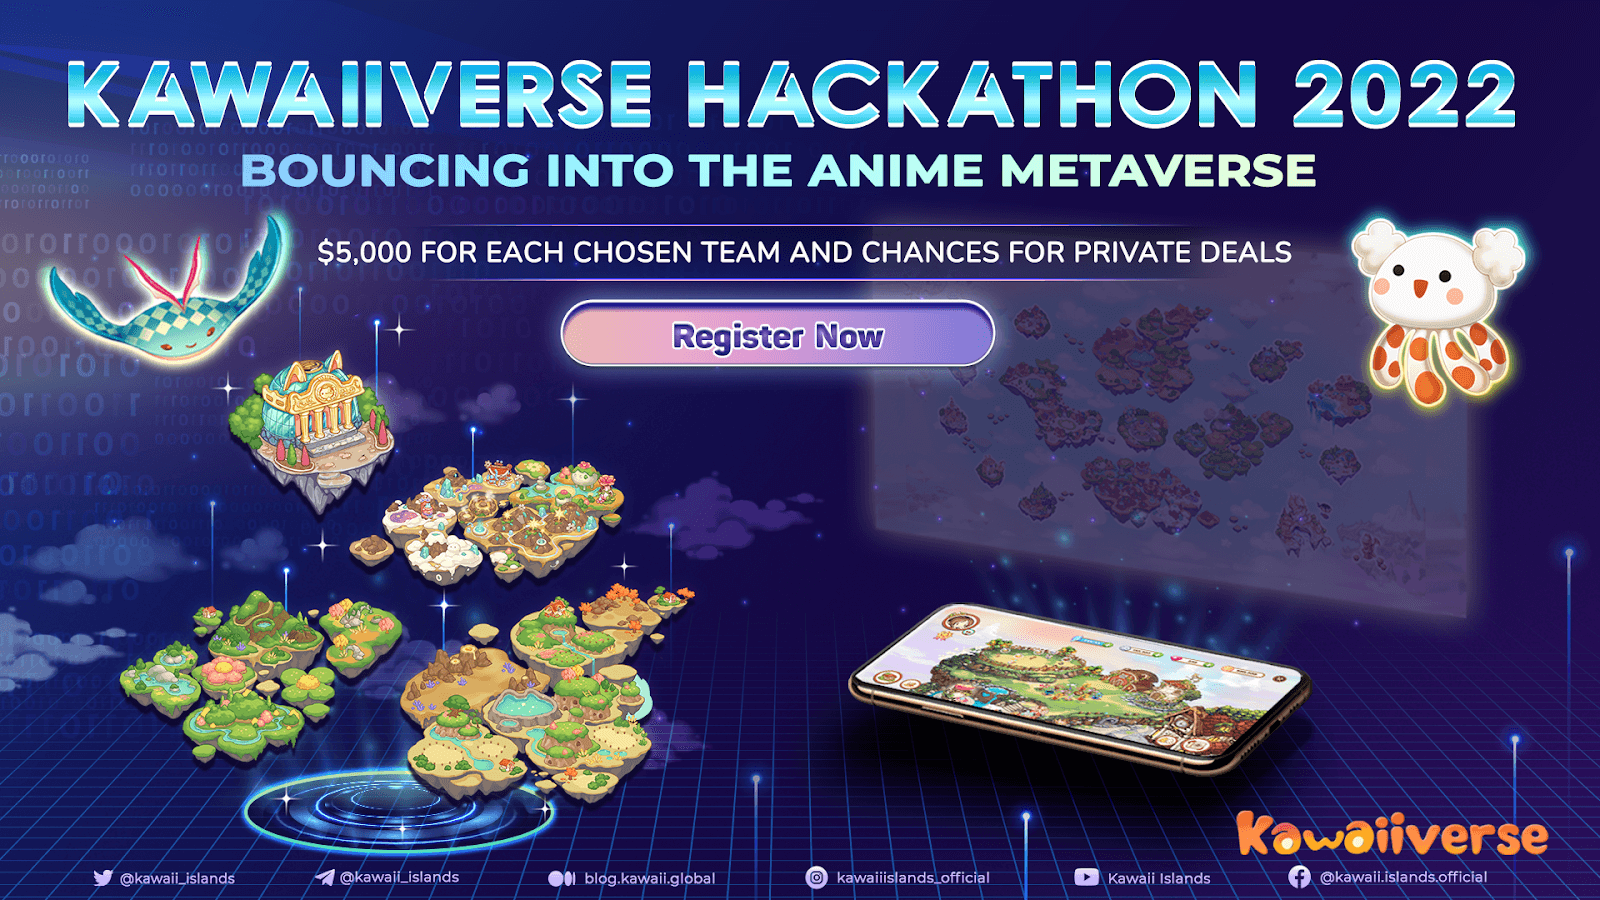 KAWAIIVERSE HACKATHON 2022
BOUNCING INTO THE ANIME METAVERSE
$5,000 FOR EACH CHOSEN TEAM AND CHANCES FOR PRIVATE DEALS
Register Now
Kawaiiverse
@kawaii_islands
@kawaii_islands
blog.kawaii.global
kawaiiislands_official
Kawaii Islands
@kawaii.islands.official